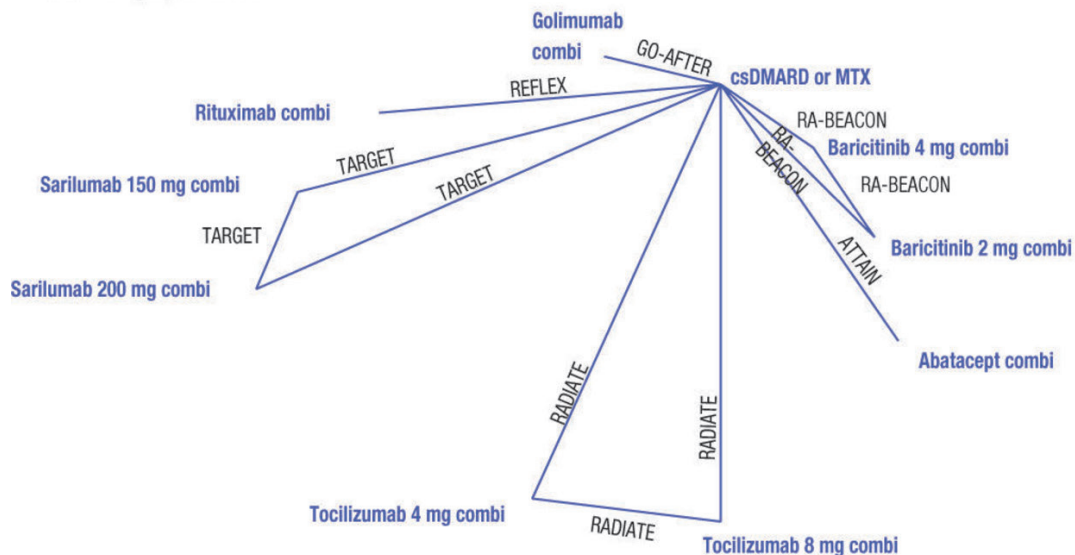 Golimumab
combi
GO-AFTER
csDMARD or MTX
REFLEX
Rituximab combi
RA-BEACON
RA-
BEACON
Baricitinib 4 mg combi
TARGET
Sarilumab 150 mg combi
TARGET
RA-BEACON
TARGET
Baricitinib 2 mg combi
ATTAIN
Sarilumab 200 mg combi
Abatacept combi
RADIATE
RADIATE
Tocilizumab 4 mg combi
RADIATE
Tocilizumab 8 mg combi